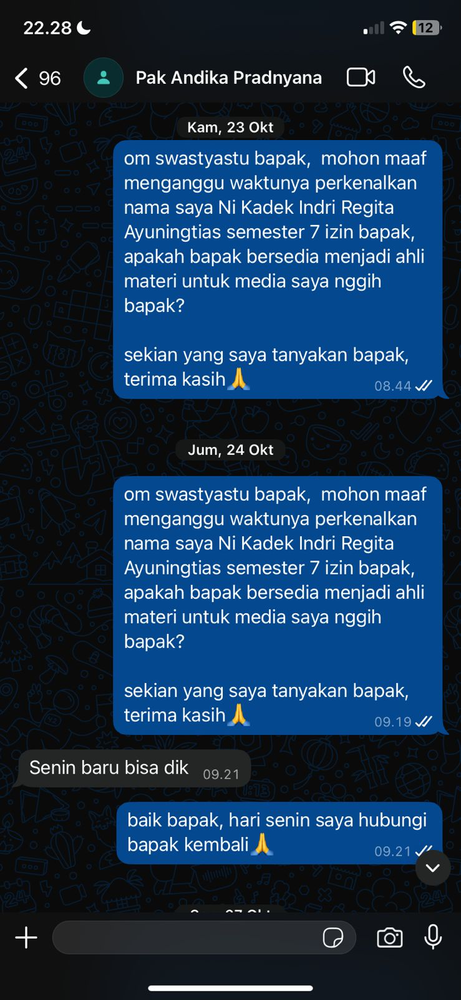 22.28
12
96
Pak Andika Pradnyana
Kam, 23 Okt
om swastyastu bapak,  mohon maaf
menganggu waktunya perkenalkan
nama saya Ni Kadek Indri Regita
Ayuningtias semester 7 izin bapak,
apakah bapak bersedia menjadi ahli
materi untuk media saya nggih
bapak?
sekian yang saya tanyakan bapak,
terima kasih🙏
08.44
Jum, 24 Okt
om swastyastu bapak,  mohon maaf
menganggu waktunya perkenalkan
nama saya Ni Kadek Indri Regita
Ayuningtias semester 7 izin bapak,
apakah bapak bersedia menjadi ahli
materi untuk media saya nggih
bapak?
sekian yang saya tanyakan bapak,
terima kasih🙏
09.19
Senin baru bisa dik
09.21
baik bapak, hari senin saya hubungi
bapak kembali🙏
09.21